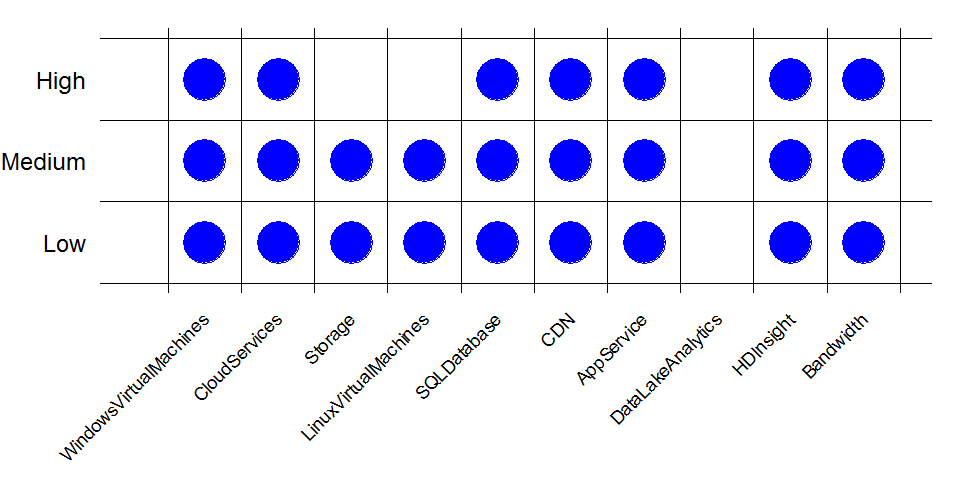 High
Medium
Low
WindowsVirtualMachines
CloudServices
Storage
LinuxVirtualMachines
SQLDatabase
CDN
AppService
DataLakeAnalytics
HDInsight
Bandwidth